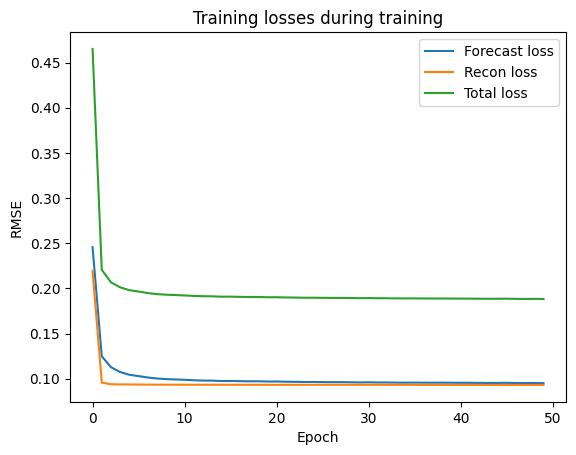 Training losses during training
Forecast loss
Recon loss
Total loss
0.45
0.40
0.35
0.30
0.25
0.20
0.15
0.10
RMSE
0 10 20 30 40 50
Epoch